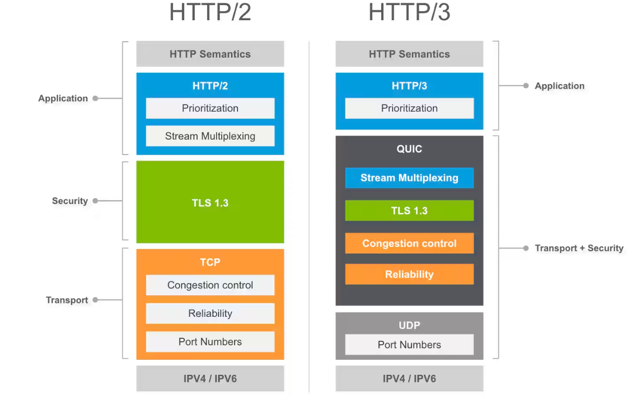 HTTP/2
HTTP Semantics
HTTP/2
Prioritization
Stream Multiplexing
Application
TLS 1.3
Security
TCP
Congestion control
Reliability
Port Numbers
Transport
IPV4 / IPV6
HTTP/3
HTTP Semantics
HTTP/3
Prioritization
Application
QUIC
Stream Multiplexing
TLS 1.3
Congestion control
Reliability
Transport + Security
UDP
Port Numbers
IPV4 / IPV6